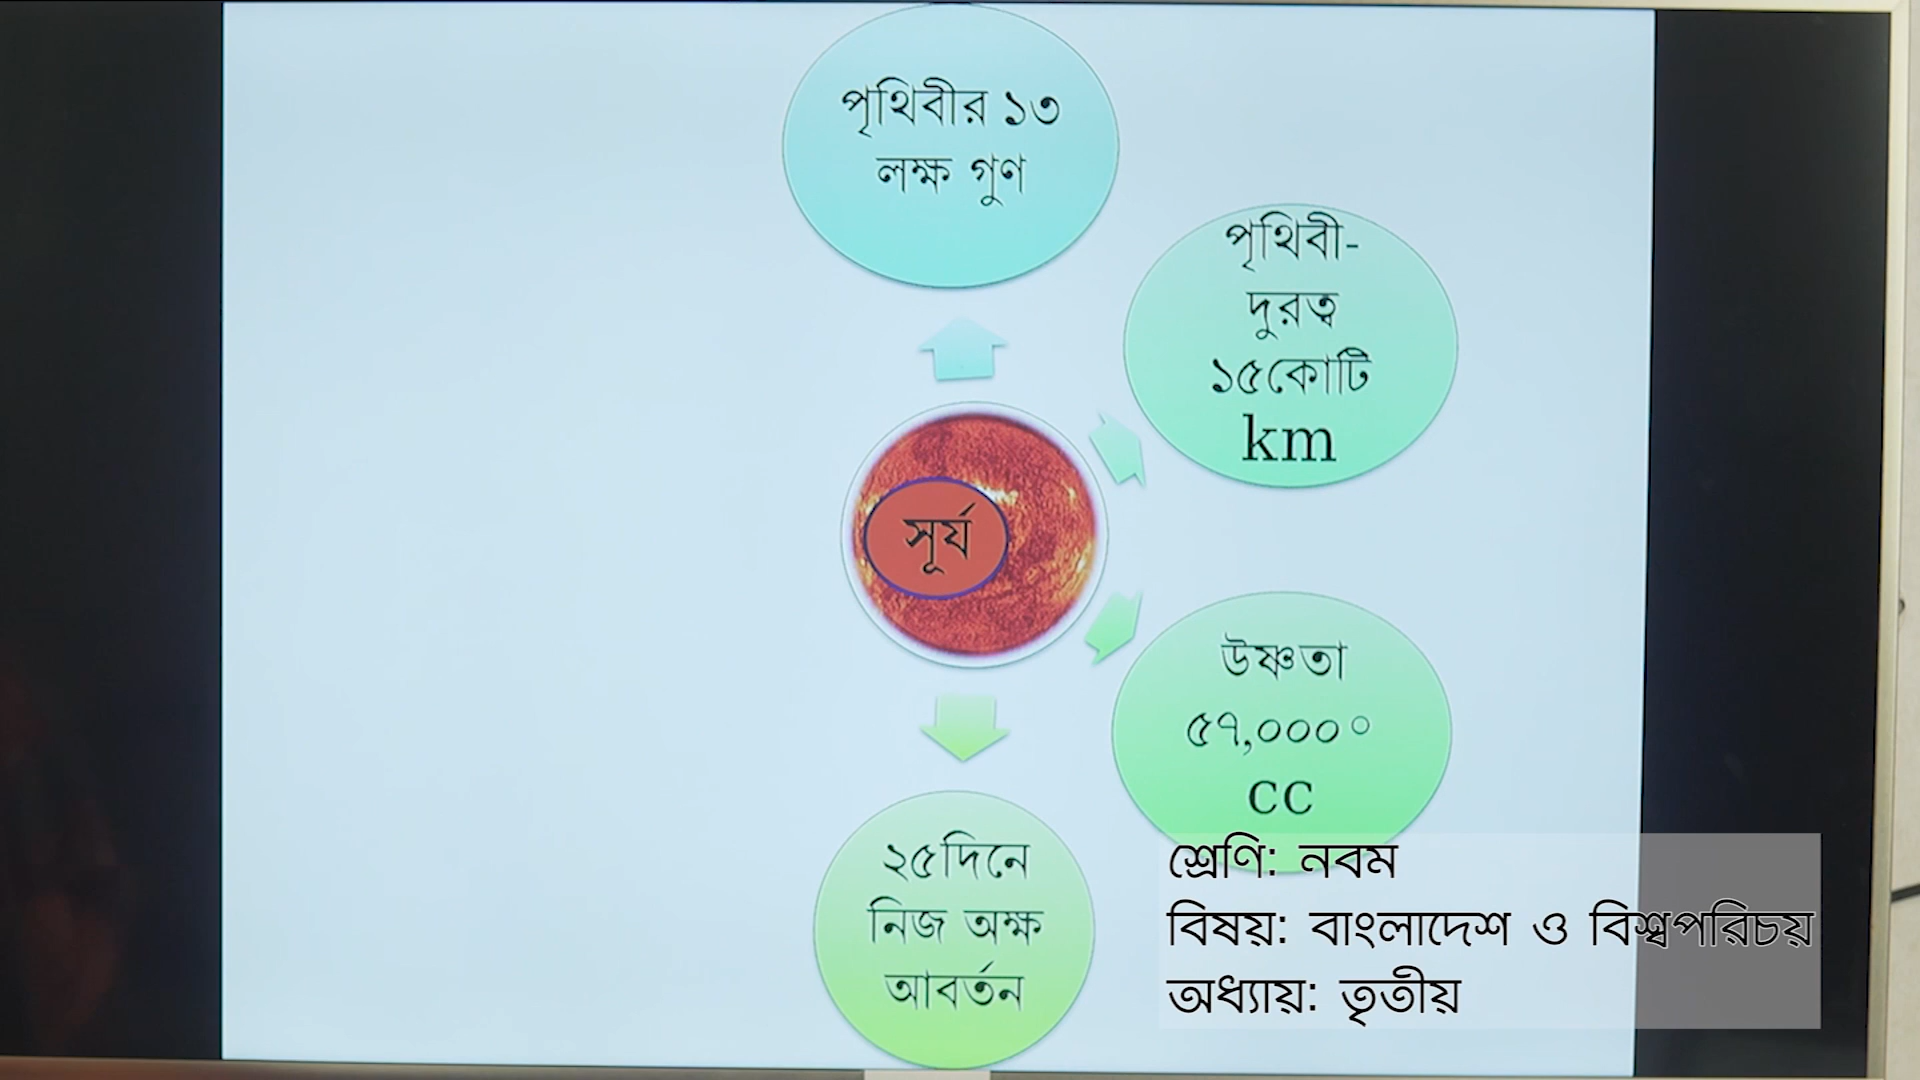 পৃথিবীর ১৩
লক্ষ গুণ
পৃথিবী-
দুরত্ব
১৫কোটি
km
সূর্য
উষ্ণতা
৫৭,০০০°
cc
২৫দিনে
নিজ অক্ষ
আবর্তন
শ্রেণি: নবম
বিষয়: বাংলাদেশ ও বিশ্বপরিচয়
অধ্যায়: তৃতীয়